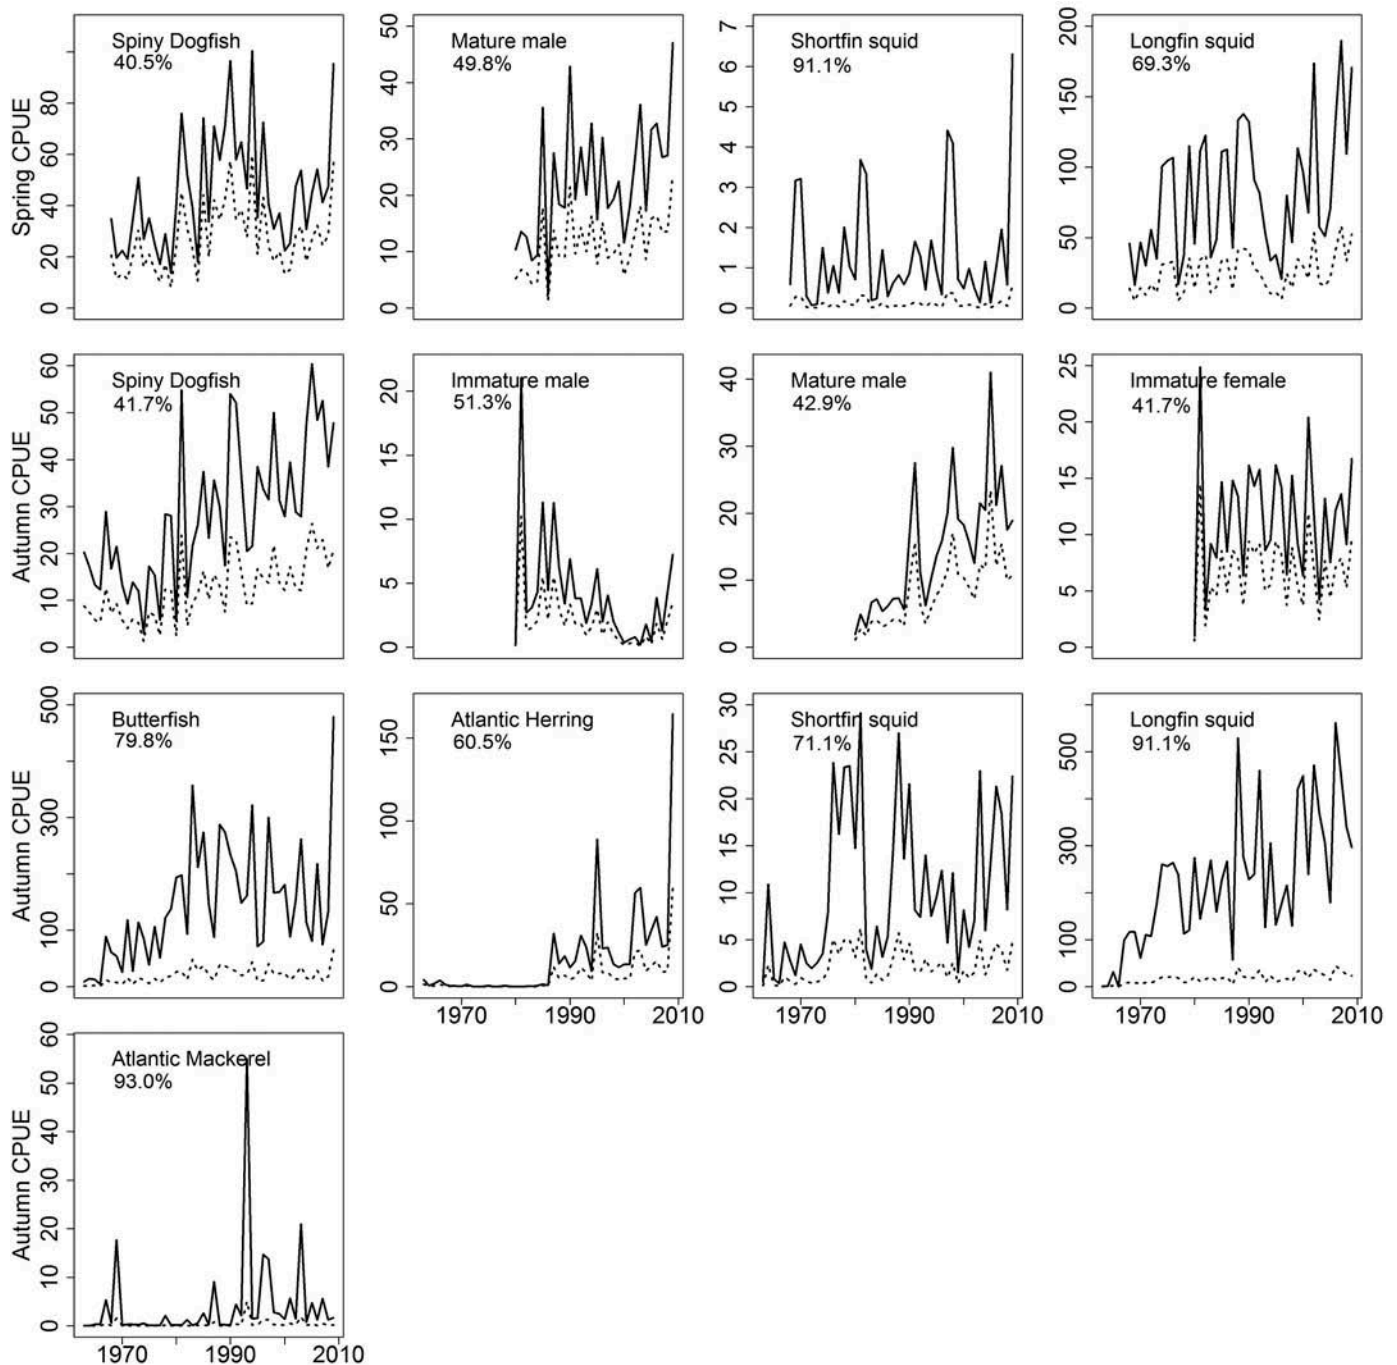 Spring CPUE
0 20 40 60 80
Spiny Dogfish
40.5%
0 10 20 30 40 50
Mature male
49.8%
0 1 2 3 4 5 6 7
Shortfin squid
91.1%
0 50 100 150 200
Longfin squid
69.3%
Autumn CPUE
0 10 20 30 40 50 60
Spiny Dogfish
41.7%
0 5 10 15 20
Immature male
51.3%
0 10 20 30 40
Mature male
42.9%
0 5 10 15 20 25
Immature female
41.7%
Autumn CPUE
0 100 300 500
Butterfish
79.8%
0 50 100 150
Atlantic Herring
60.5%
1970 1990 2010
0 5 10 15 20 25 30
Shortfin squid
71.1%
1970 1990 2010
0 100 300 500
Longfin squid
91.1%
1970 1990 2010
Autumn CPUE
0 10 20 30 40 50 60
Atlantic Mackerel
93.0%
1970 1990 2010